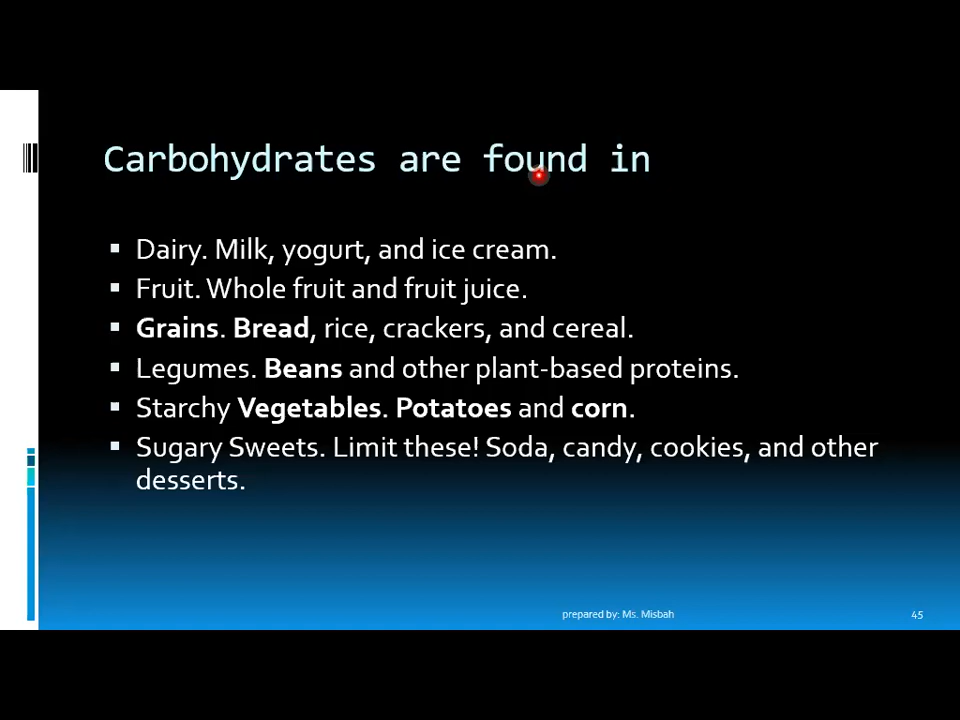 Carbohydrates are found in
Dairy. Milk, yogurt, and ice cream.
Fruit. Whole fruit and fruit juice.
Grains. Bread, rice, crackers, and cereal.
Legumes. Beans and other plant-based proteins.
Starchy Vegetables. Potatoes and corn.
Sugary Sweets. Limit these! Soda, candy, cookies, and other
desserts.
prepared by: Ms. Misbah
45